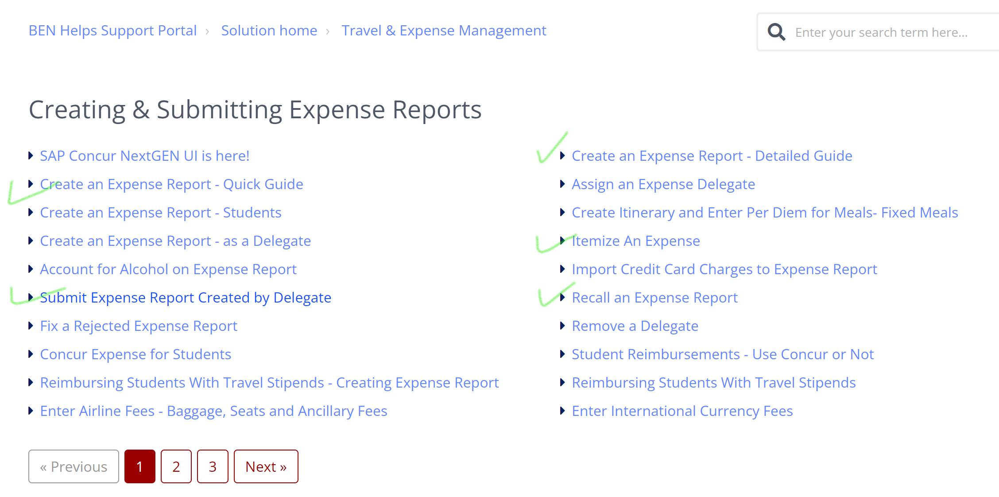 BEN Helps Support Portal › Solution home › Travel & Expense Management
Enter your search term here...
Creating & Submitting Expense Reports
SAP Concur NextGEN UI is here!
Create an Expense Report - Quick Guide
Create an Expense Report - Students
Create an Expense Report - as a Delegate
Account for Alcohol on Expense Report
Submit Expense Report Created by Delegate
Fix a Rejected Expense Report
Concur Expense for Students
Reimbursing Students With Travel Stipends - Creating Expense Report
Enter Airline Fees - Baggage, Seats and Ancillary Fees
Create an Expense Report - Detailed Guide
Assign an Expense Delegate
Create Itinerary and Enter Per Diem for Meals- Fixed Meals
Itemize An Expense
Import Credit Card Charges to Expense Report
Recall an Expense Report
Remove a Delegate
Student Reimbursements - Use Concur or Not
Reimbursing Students With Travel Stipends
Enter International Currency Fees
« Previous 1 2 3 Next »